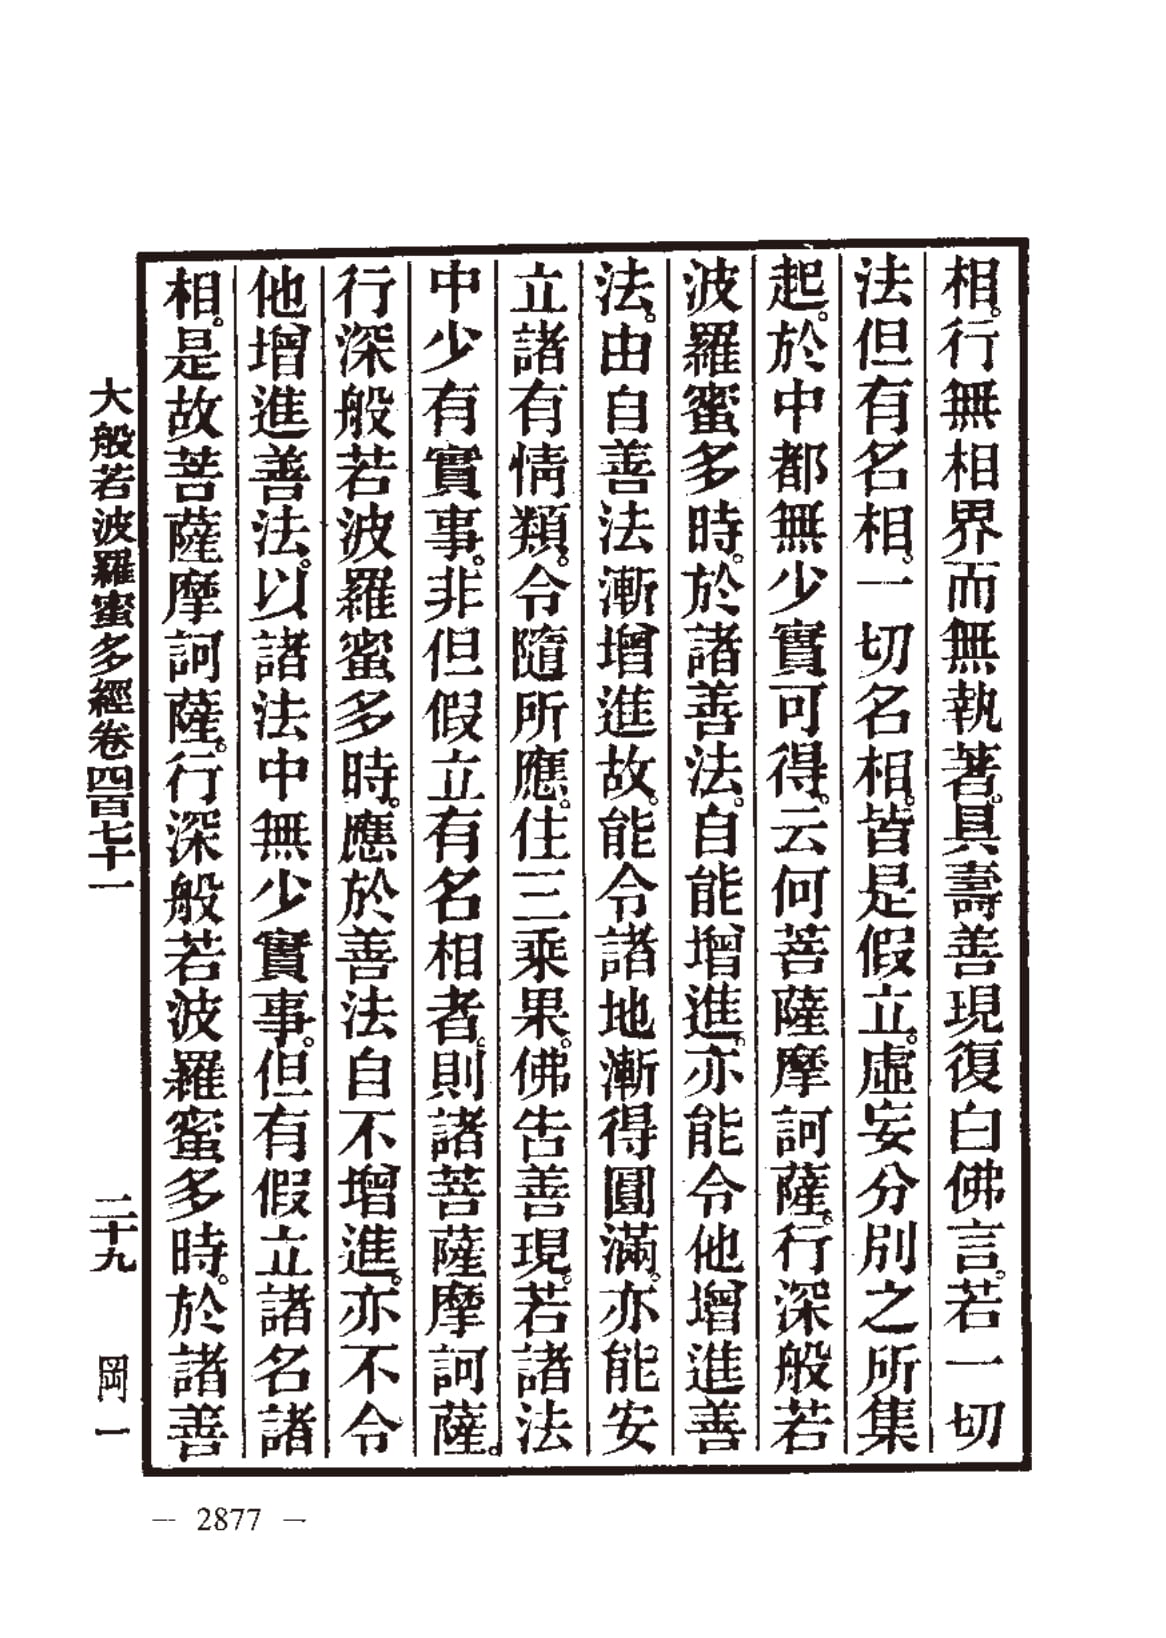 相。行無相界而無執著。具壽善現復白佛言。若一切
法但有名相。一切名相。皆是假立。虛妄分別之所集
起。於中都無少實可得。云何菩薩摩訶薩。行深般若
波羅蜜多時。於諸善法。自能增進。亦能令他增進善
法。由自善法漸增進故。能令諸地漸得圓滿。亦能安
立諸有情類。令隨所應。住三乘果。佛告善現。若諸法
中少有實事。非但假立有名相者。則諸菩薩摩訶薩。
行深般若波羅蜜多時。應於善法自不增進。亦不令
他增進善法。以諸法中無少實事。但有假立諸名諸
相。是故菩薩摩訶薩。行深般若波羅蜜多時。於諸善
大般若波羅蜜多經卷四百七十一 二十九 岡一
— 2877 —